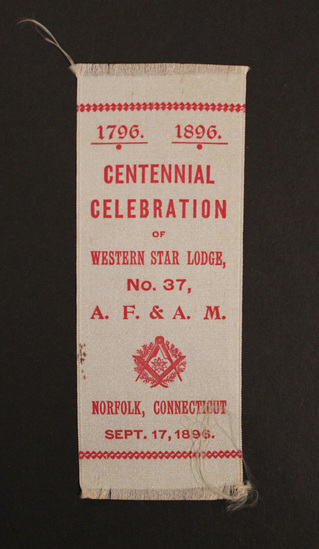 1796. 1896.
CENTENNIAL
CELEBRATION
OF
WESTERN STAR LODGE,
No. 37,
A. F. & A. M.
NORFOLK, CONNECTICUT
SEPT. 17, 1896.